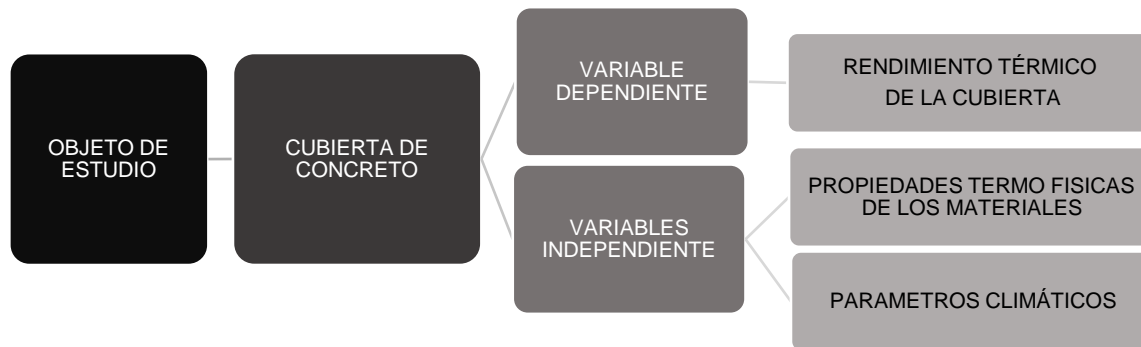 OBJETO DE
ESTUDIO
CUBIERTA DE
CONCRETO
VARIABLE
DEPENDIENTE
RENDIMIENTO TÉRMICO
DE LA CUBIERTA
VARIABLES
INDEPENDIENTE
PROPIEDADES TERMO FISICAS
DE LOS MATERIALES
PARAMETROS CLIMÁTICOS